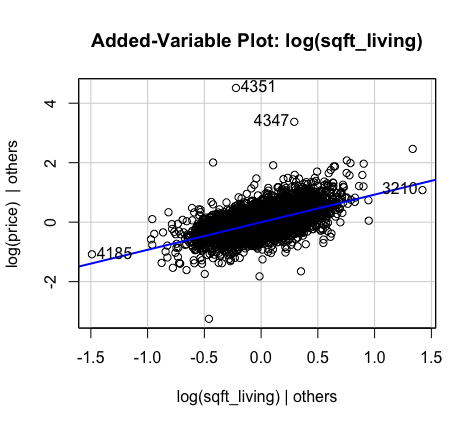 Added-Variable Plot: log(sqft_living)
log(price) | others
4
2
0
-2
4351
4347
3210
4185
-1.5 -1.0 -0.5 0.0 0.5 1.0 1.5
log(sqft_living) | others